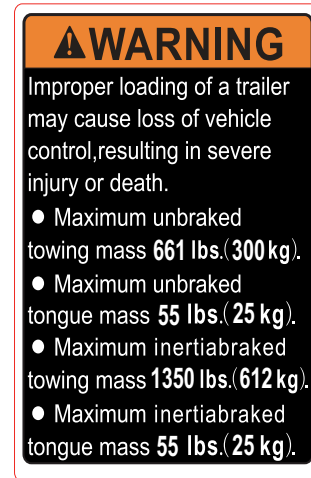 WARNING
Improper loading of a trailer
may cause loss of vehicle
control,resulting in severe
injury or death.
● Maximum unbraked
towing mass 661 lbs.(300kg).
● Maximum unbraked
tongue mass 55 lbs.(25 kg).
● Maximum inertiabraked
towing mass 1350 lbs.(612 kg).
● Maximum inertiabraked
tongue mass 55 lbs.(25 kg).